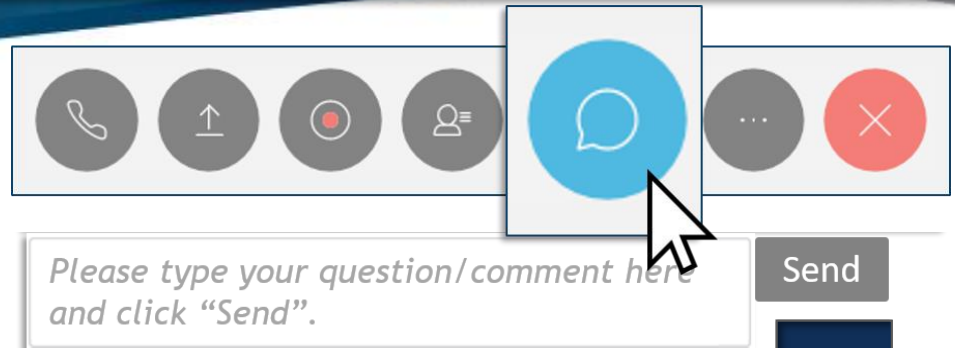 Please type your question/comment here
and click “Send”.
Send